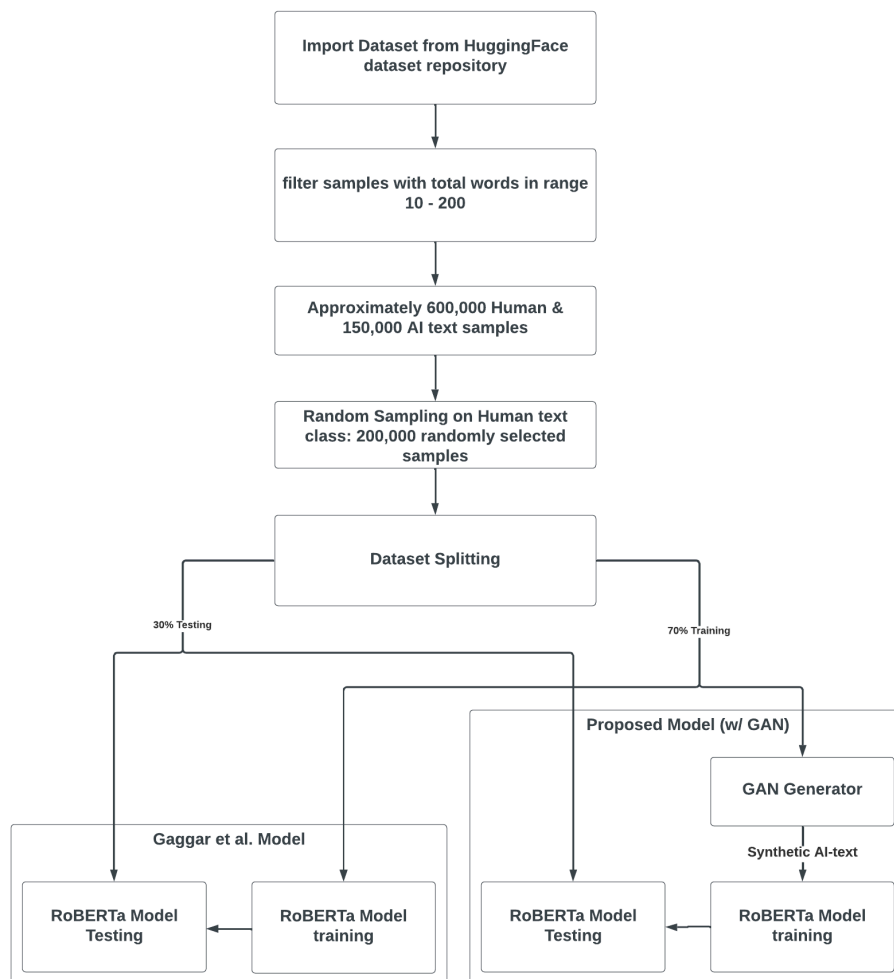 Import Dataset from HuggingFace
dataset repository
filter samples with total words in range
10 - 200
Approximately 600,000 Human &
150,000 AI text samples
Random Sampling on Human text
class: 200,000 randomly selected
samples
Dataset Splitting
30% Testing
70% Training
Proposed Model (w/ GAN)
GAN Generator
Synthetic AI-text
Gaggar et al. Model
RoBERTa Model
Testing
RoBERTa Model
training
RoBERTa Model
Testing
RoBERTa Model
training